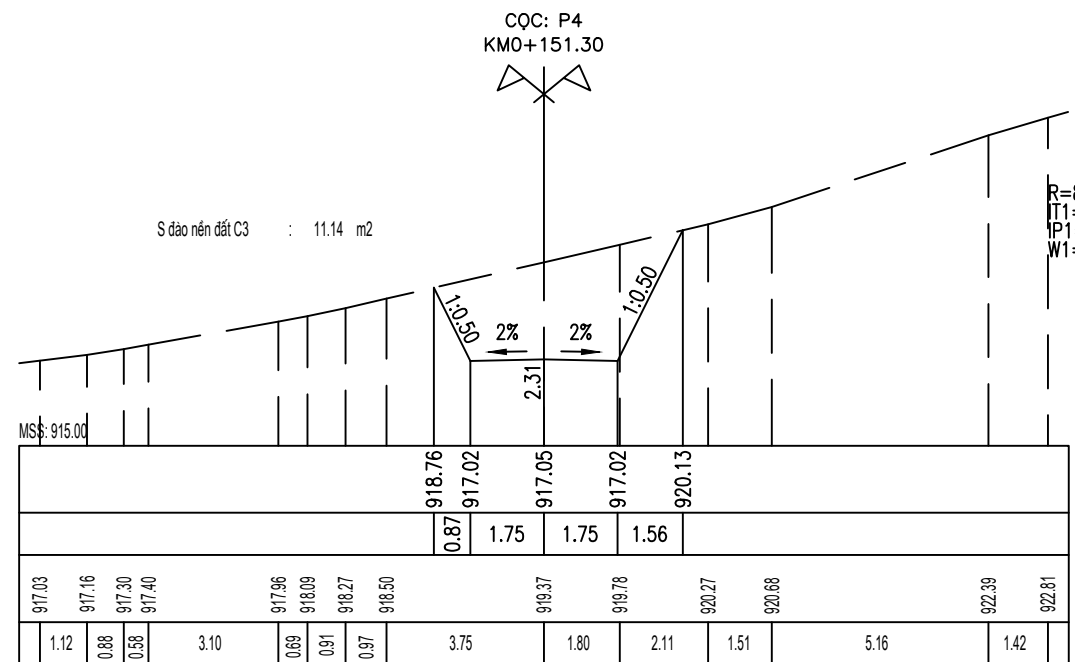 CỌC: P4
KM0+151.30
R=8
IT1=
IP1
W1=
S đào nền đất C3 : 11.14 m2
1:0.50
2%
2%
1:0.50
2.31
MSS: 915.00
918.76 917.02 917.05 917.02 920.13
0.87 1.75 1.75 1.56
917.03 917.16 917.30 917.40 917.96 918.09 918.27 918.50 919.37 919.78 920.27 920.68 922.39 922.81
1.12 0.88 0.58 3.10 0.69 0.91 0.97 3.75 1.80 2.11 1.51 5.16 1.42